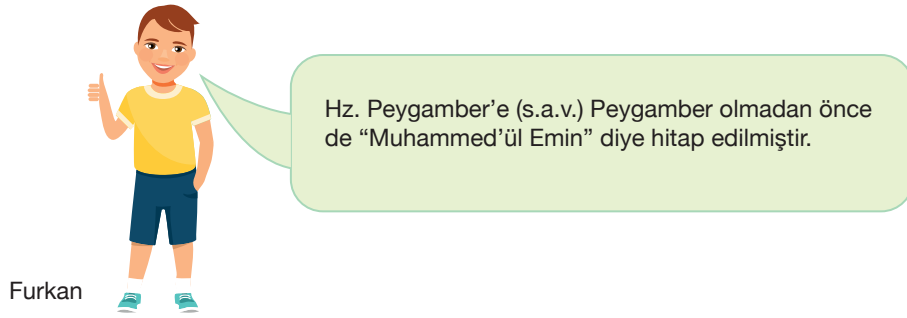 Hz. Peygamber’e (s.a.v.) Peygamber olmadan önce
de “Muhammed’ül Emin” diye hitap edilmiştir.
Furkan